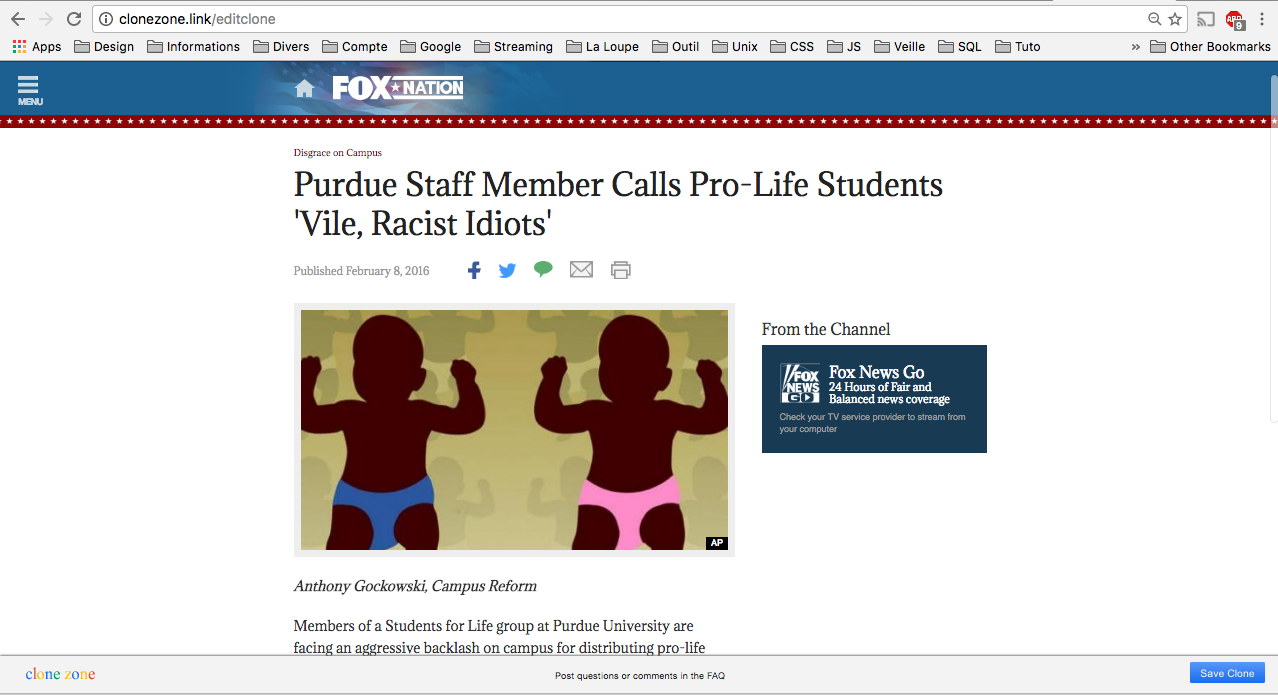 clonezone.link/editclone
Apps Design Informations Divers Compte Google Streaming La Loupe Outil Unix CSS JS Veille SQL Tuto » Other Bookmarks
ABP
9
MENU
FOX NATION
Disgrace on Campus
Purdue Staff Member Calls Pro-Life Students
'Vile, Racist Idiots'
Published February 8, 2016
AP
From the Channel
FOX
NEWS
GO
Fox News Go
24 Hours of Fair and
Balanced news coverage
Check your TV service provider to stream from
your computer
Anthony Gockowski, Campus Reform
Members of a Students for Life group at Purdue University are
facing an aggressive backlash on campus for distributing pro-life
clone zone
Post questions or comments in the FAQ
Save Clone